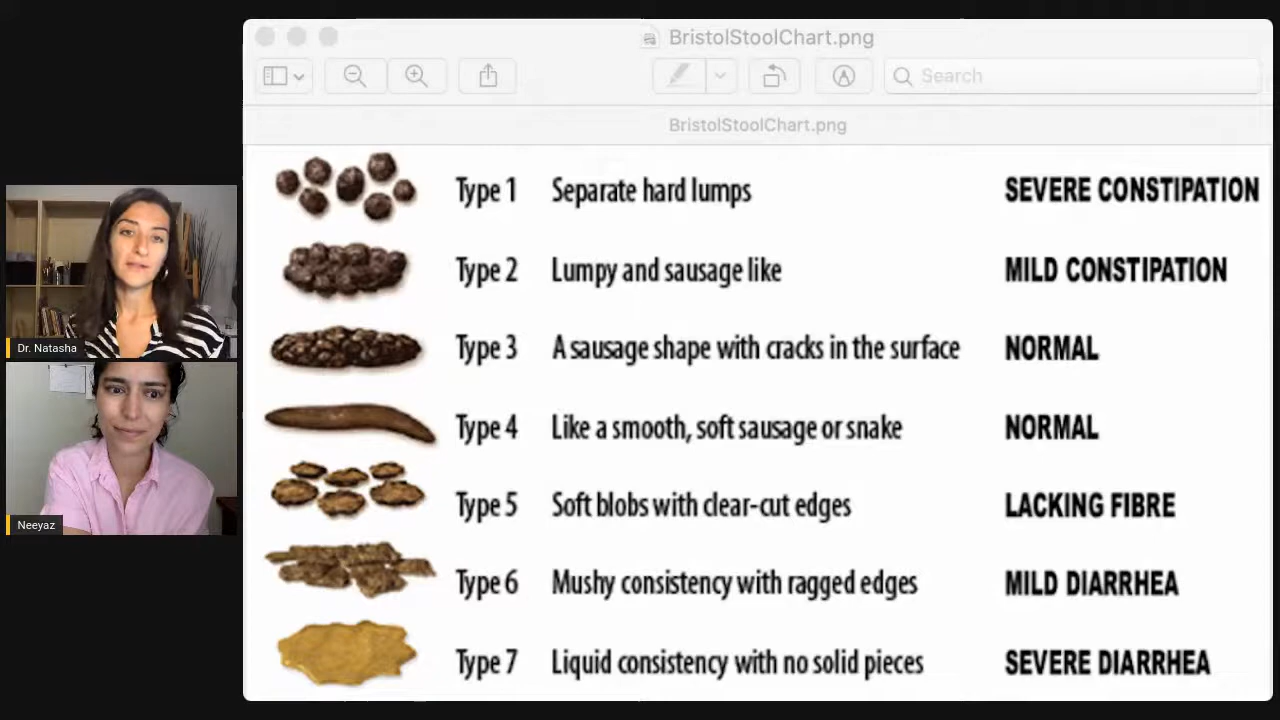 BristolStoolChart.png
Search
BristolStoolChart.png
Type 1 Separate hard lumps SEVERE CONSTIPATION
Type 2 Lumpy and sausage like MILD CONSTIPATION
Type 3 A sausage shape with cracks in the surface NORMAL
Type 4 Like a smooth, soft sausage or snake NORMAL
Type 5 Soft blobs with clear-cut edges LACKING FIBRE
Type 6 Mushy consistency with ragged edges MILD DIARRHEA
Type 7 Liquid consistency with no solid pieces SEVERE DIARRHEA
Dr. Natasha
Neeyaz